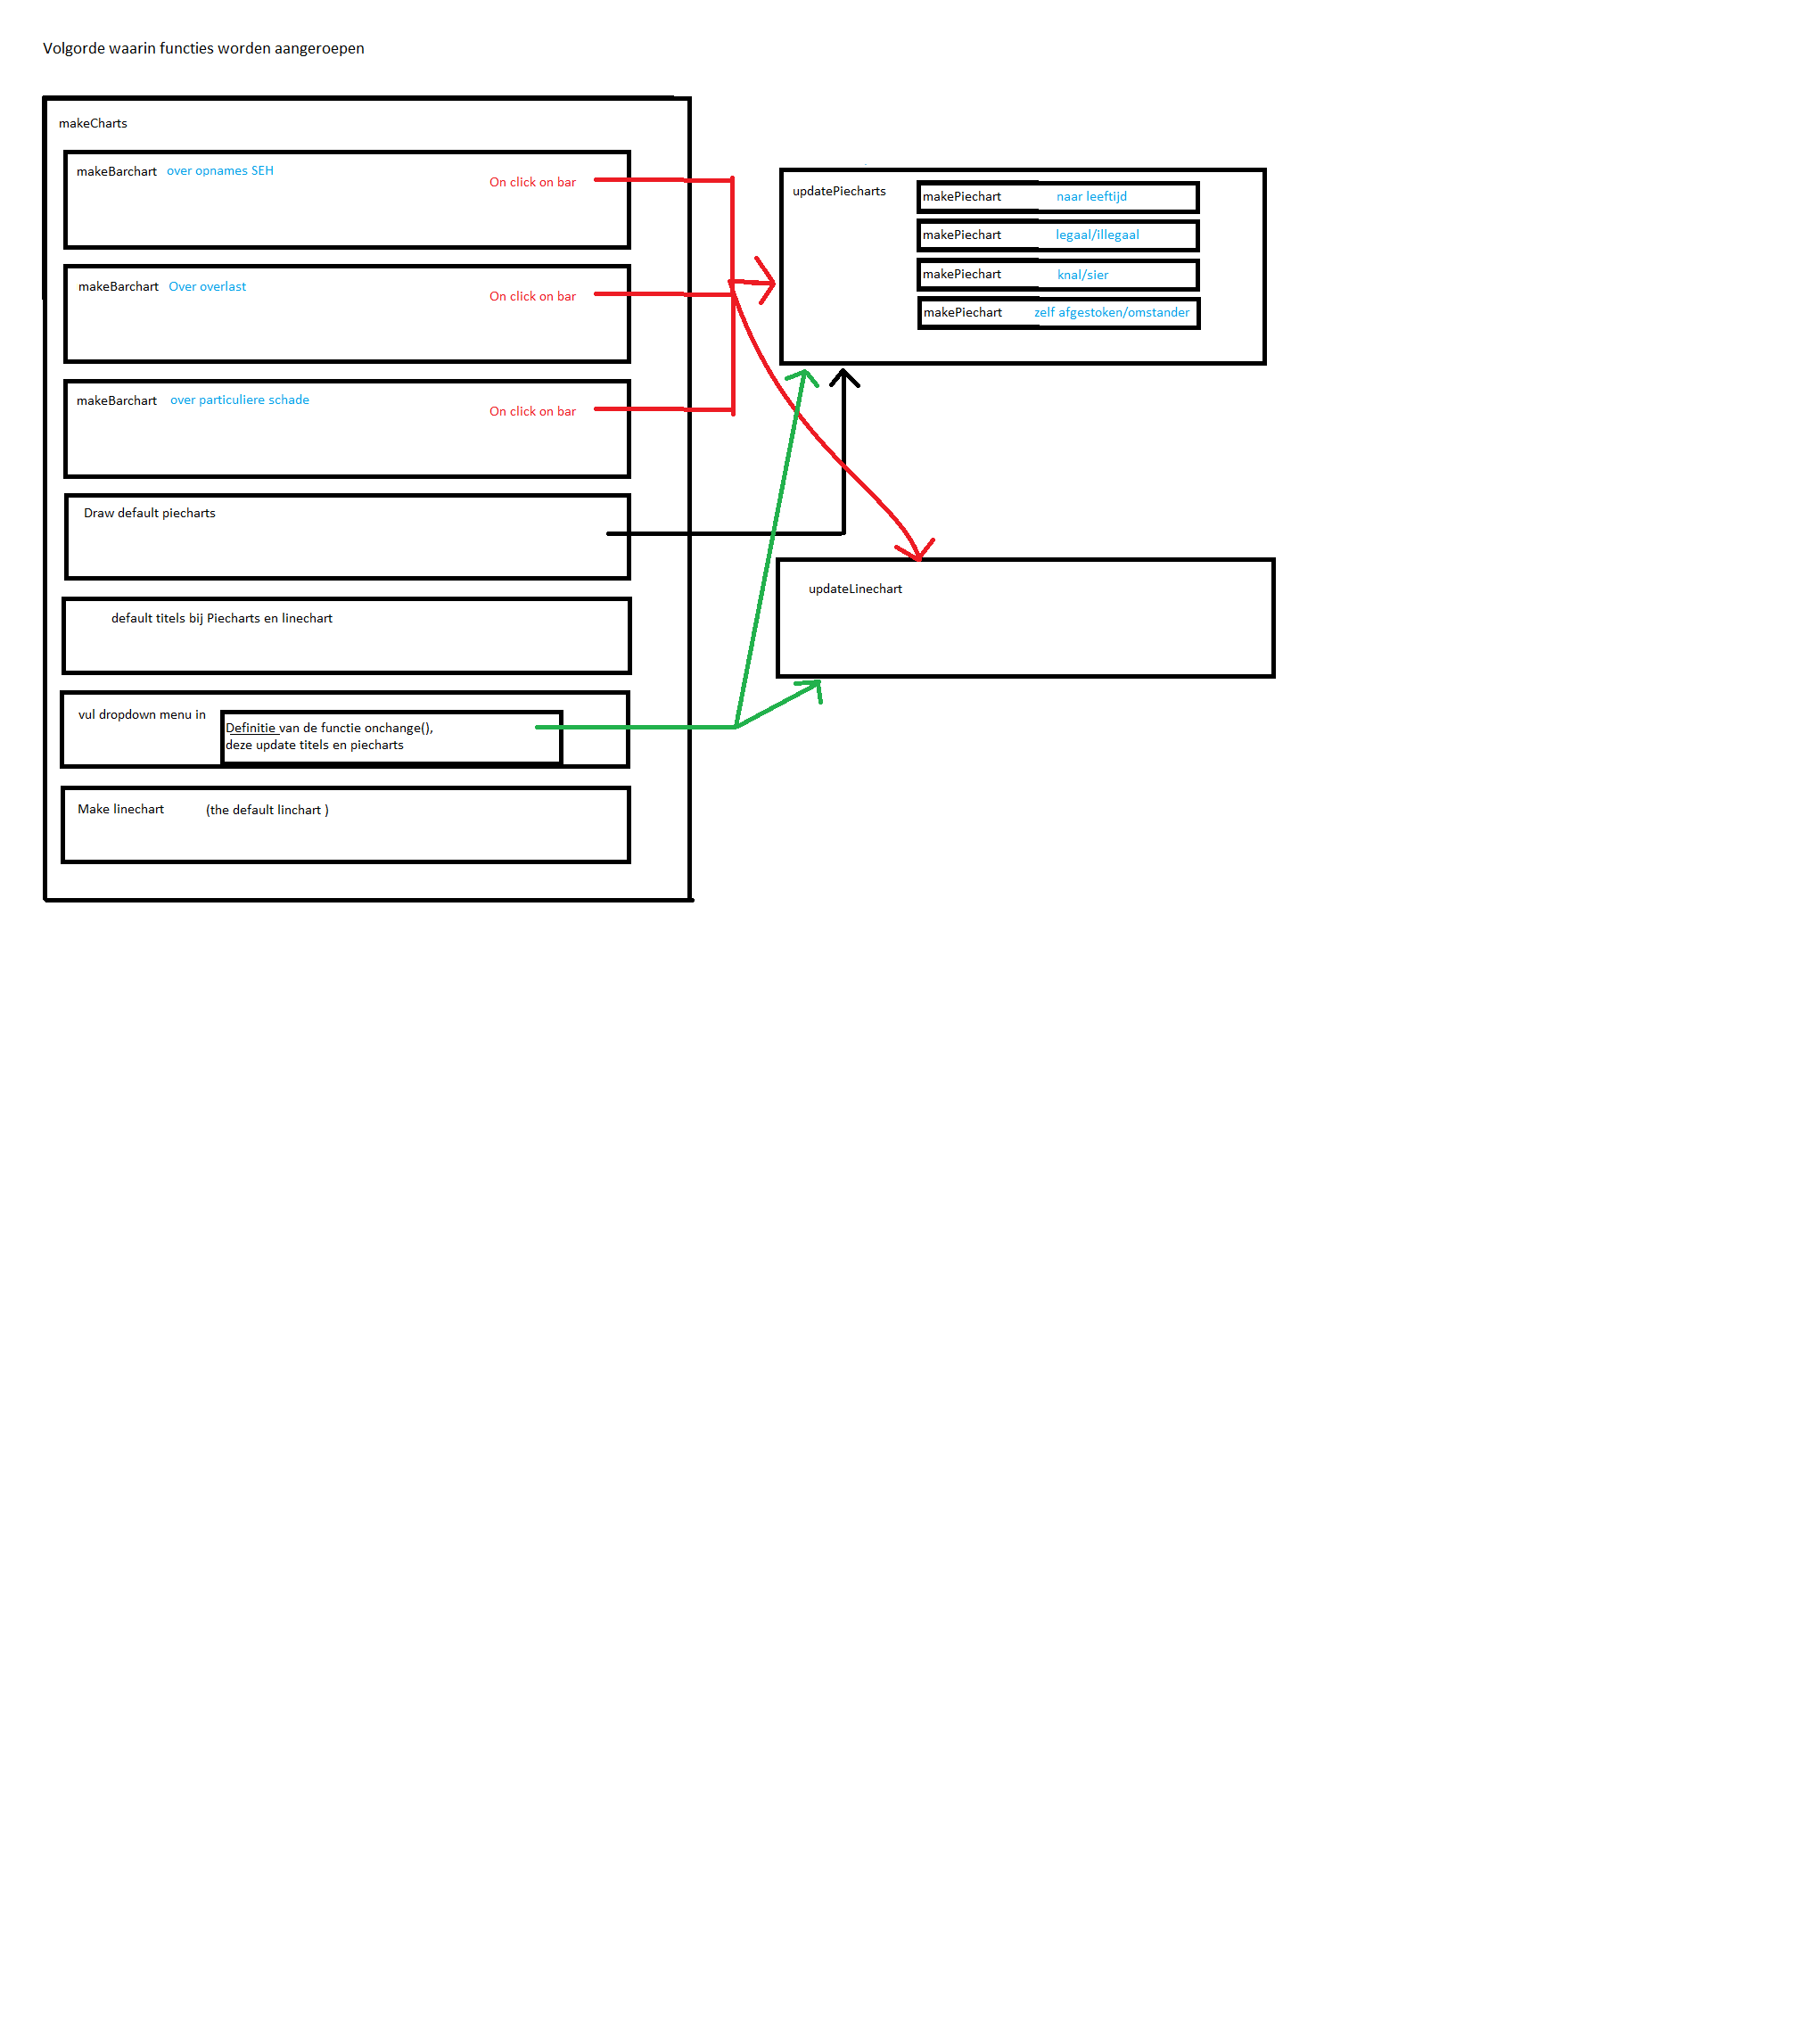 Volgorde waarin functies worden aangeroepen
makeCharts
makeBarchart over opnames SEH
On click on bar
makeBarchart Over overlast
On click on bar
makeBarchart over particuliere schade
On click on bar
Draw default piecharts
default titels bij Piecharts en linechart
vul dropdown menu in
Definitie van de functie onchange(),
deze update titels en piecharts
Make linechart (the default linchart )
updatePiecharts
makePiechart naar leeftijd
makePiechart legaal/illegaal
makePiechart knal/sier
makePiechart zelf afgestoken/omstander
updateLinechart